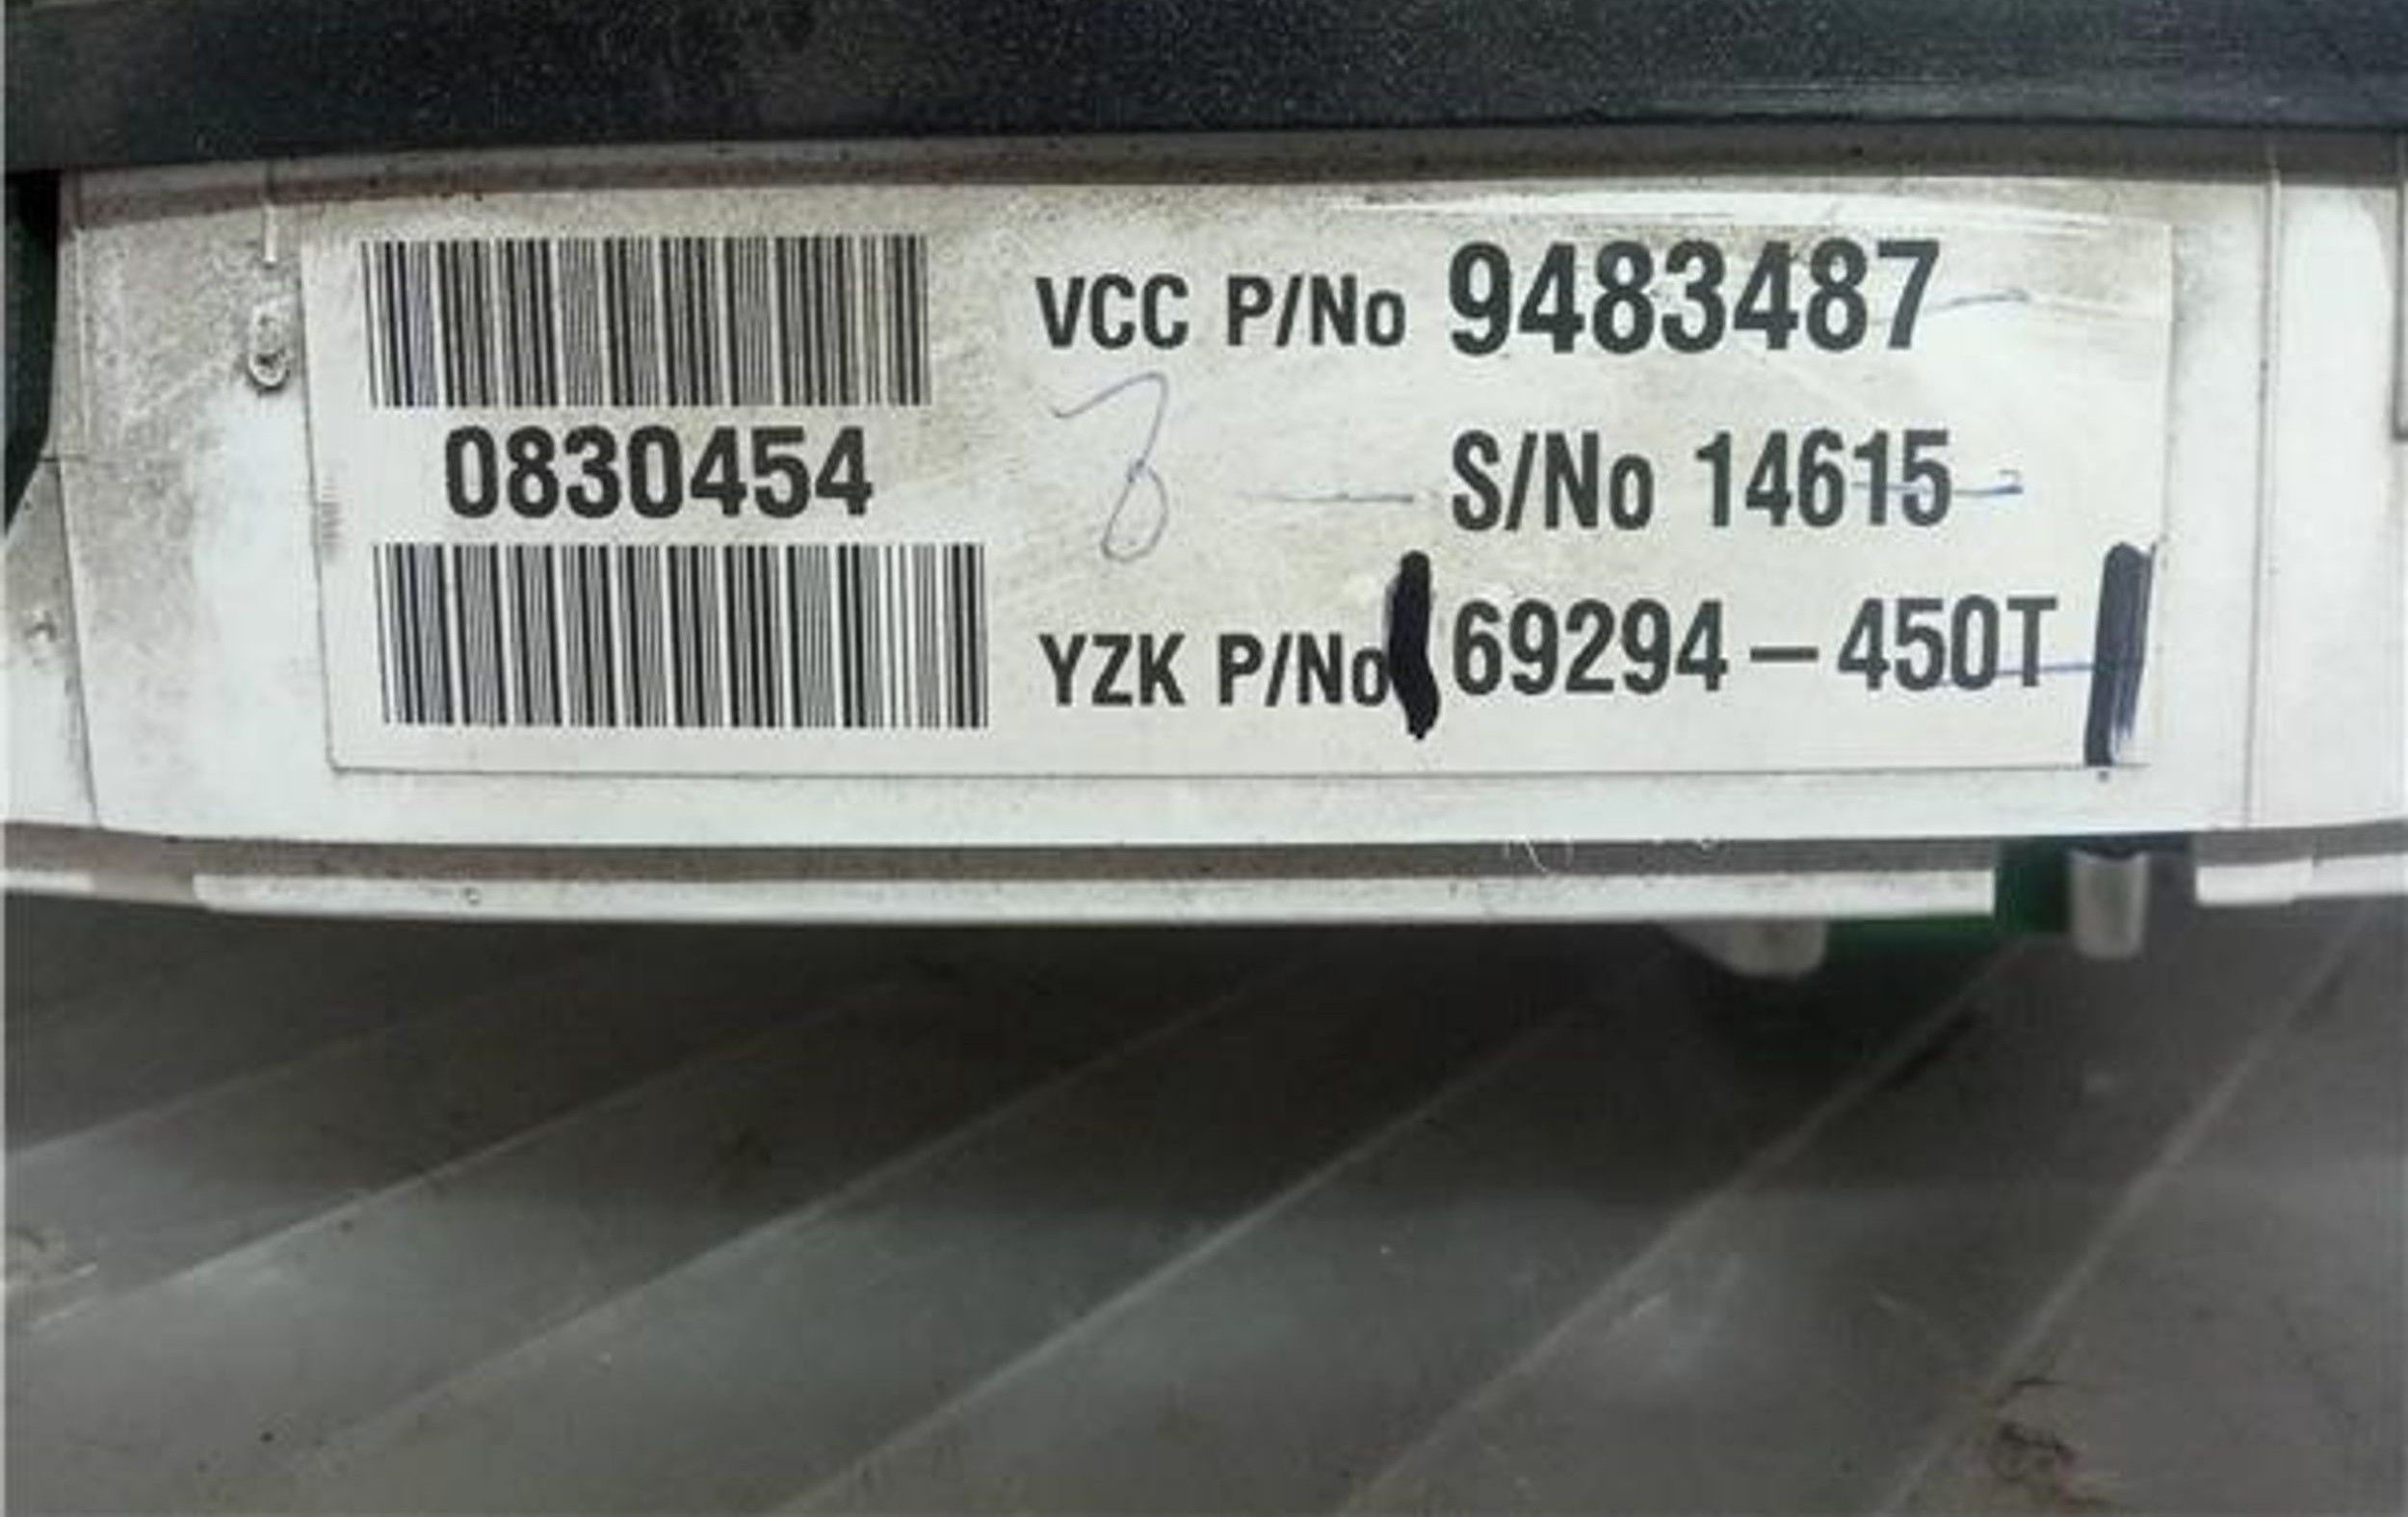 VCC P/No 9483487
0830454
S/No 14615
YZK P/No 69294-450T